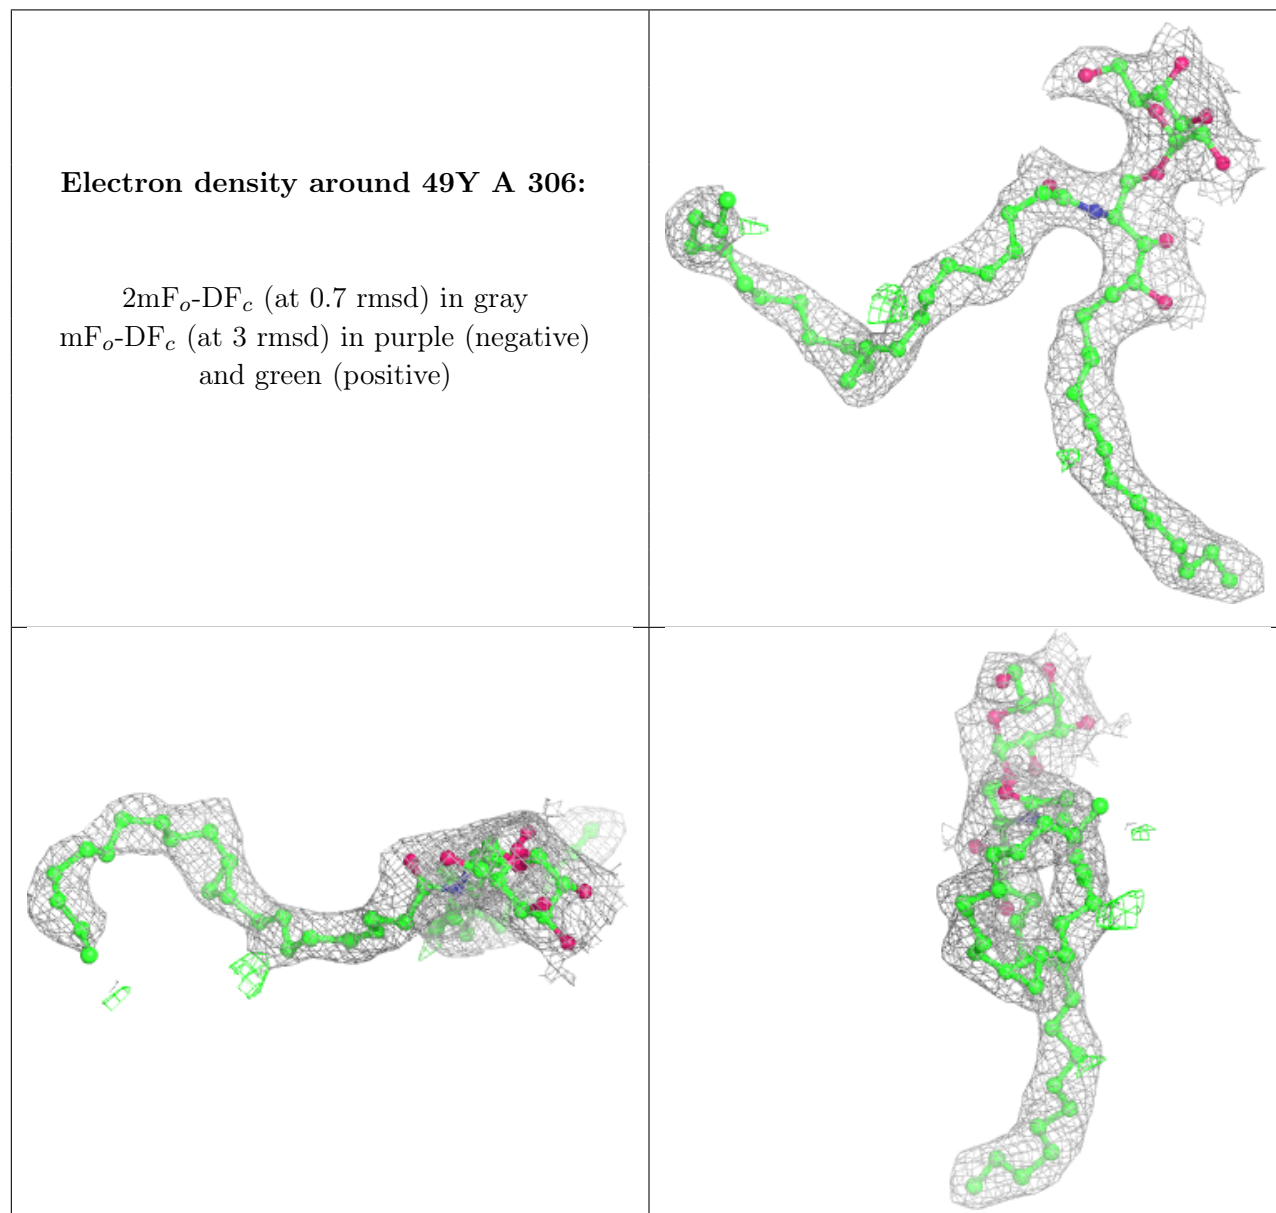 Electron density around 49Y A 306:
2mFo-DFc (at 0.7 rmsd) in gray
mFo-DFc (at 3 rmsd) in purple (negative)
and green (positive)